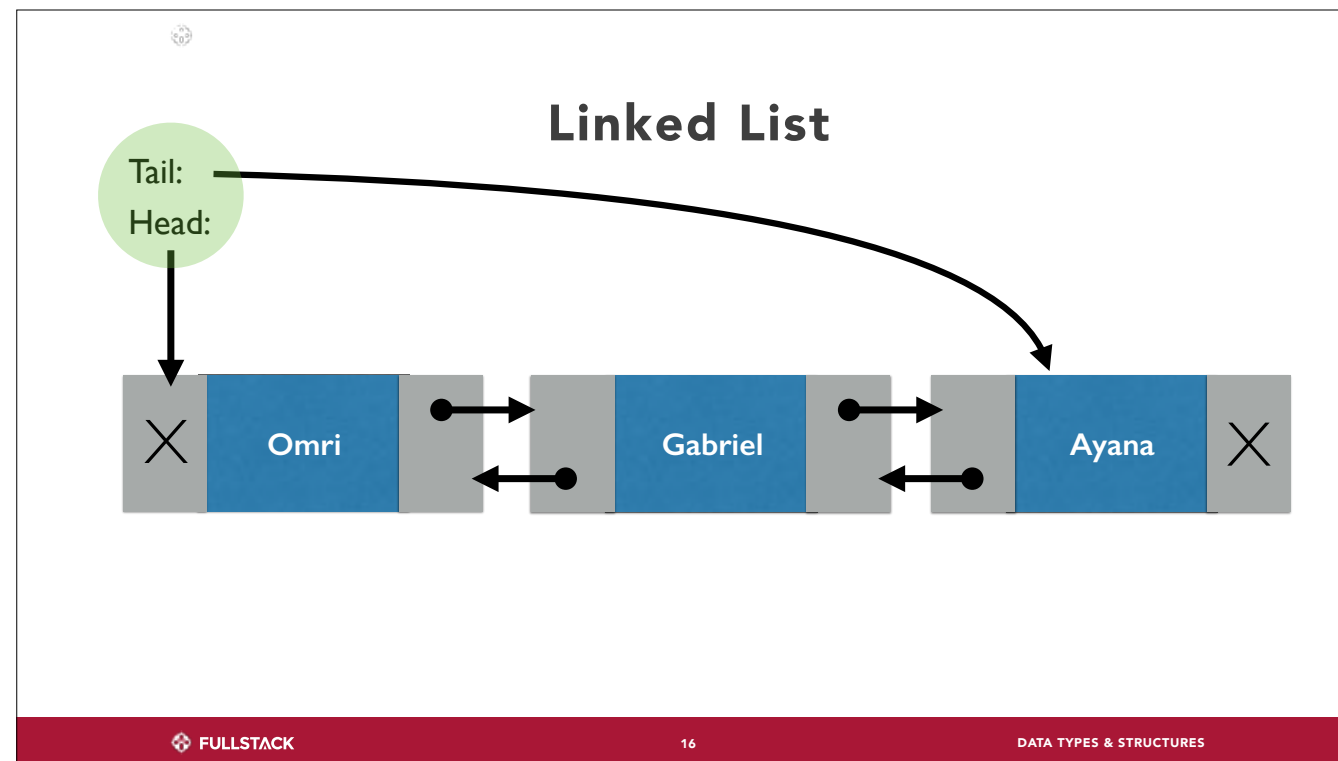 Linked List
Tail:
Head:
Omri
Gabriel
Ayana
FULLSTACK
16
DATA TYPES & STRUCTURES